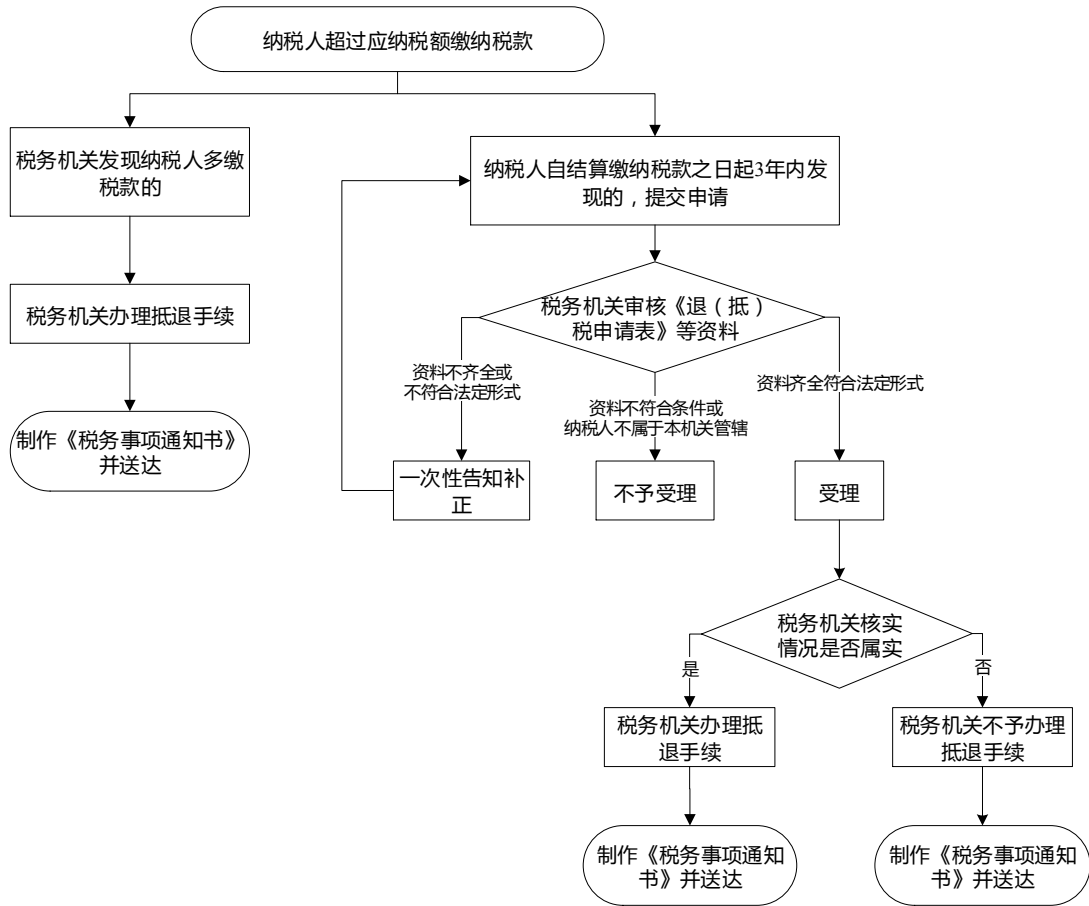 纳税人超过应纳税额缴纳税款
税务机关发现纳税人多缴
税款的
纳税人自结算缴纳税款之日起3年内发
现的，提交申请
税务机关办理抵退手续
税务机关审核《退（抵）
税申请表》等资料
资料不齐全或
不符合法定形式
资料不符合条件或
纳税人不属于本机关管辖
资料齐全符合法定形式
制作《税务事项通知书》
并送达
一次性告知补
正
不予受理
受理
税务机关核实
情况是否属实
是
否
税务机关办理抵
退手续
税务机关不予办理
抵退手续
制作《税务事项通知
书》并送达
制作《税务事项通知
书》并送达